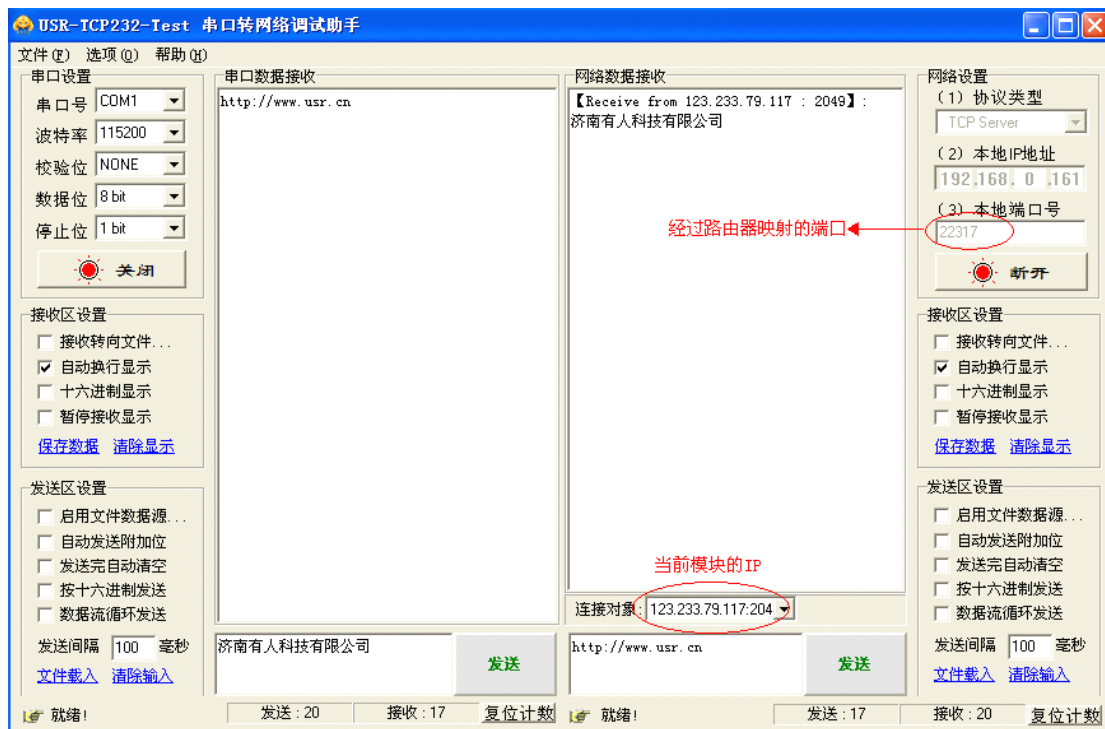 USR-TCP232-Test 串口转网络调试助手
文件(F) 选项(O) 帮助(H)
串口设置
串口号 COM1
波特率 115200
校验位 NONE
数据位 8 bit
停止位 1 bit
关闭
接收区设置
接收转向文件...
自动换行显示
十六进制显示
暂停接收显示
保存数据 清除显示
发送区设置
启用文件数据源...
自动发送附加位
发送完自动清空
按十六进制发送
数据流循环发送
发送间隔 100 毫秒
文件载入 清除输入
就绪!
串口数据接收
http://www.usr.cn
济南有人科技有限公司
发送
发送:20 接收:17 复位计数
网络数据接收
【Receive from 123.233.79.117 : 2049】:
济南有人科技有限公司
经过路由器映射的端口
当前模块的IP
连接对象: 123.233.79.117:204
http://www.usr.cn
发送
就绪!
发送:17 接收:20 复位计数
网络设置
(1) 协议类型
TCP Server
(2) 本地IP地址
192.168. 0 .161
(3) 本地端口号
22317
断开
接收区设置
接收转向文件...
自动换行显示
十六进制显示
暂停接收显示
保存数据 清除显示
发送区设置
启用文件数据源...
自动发送附加位
发送完自动清空
按十六进制发送
数据流循环发送
发送间隔 100 毫秒
文件载入 清除输入